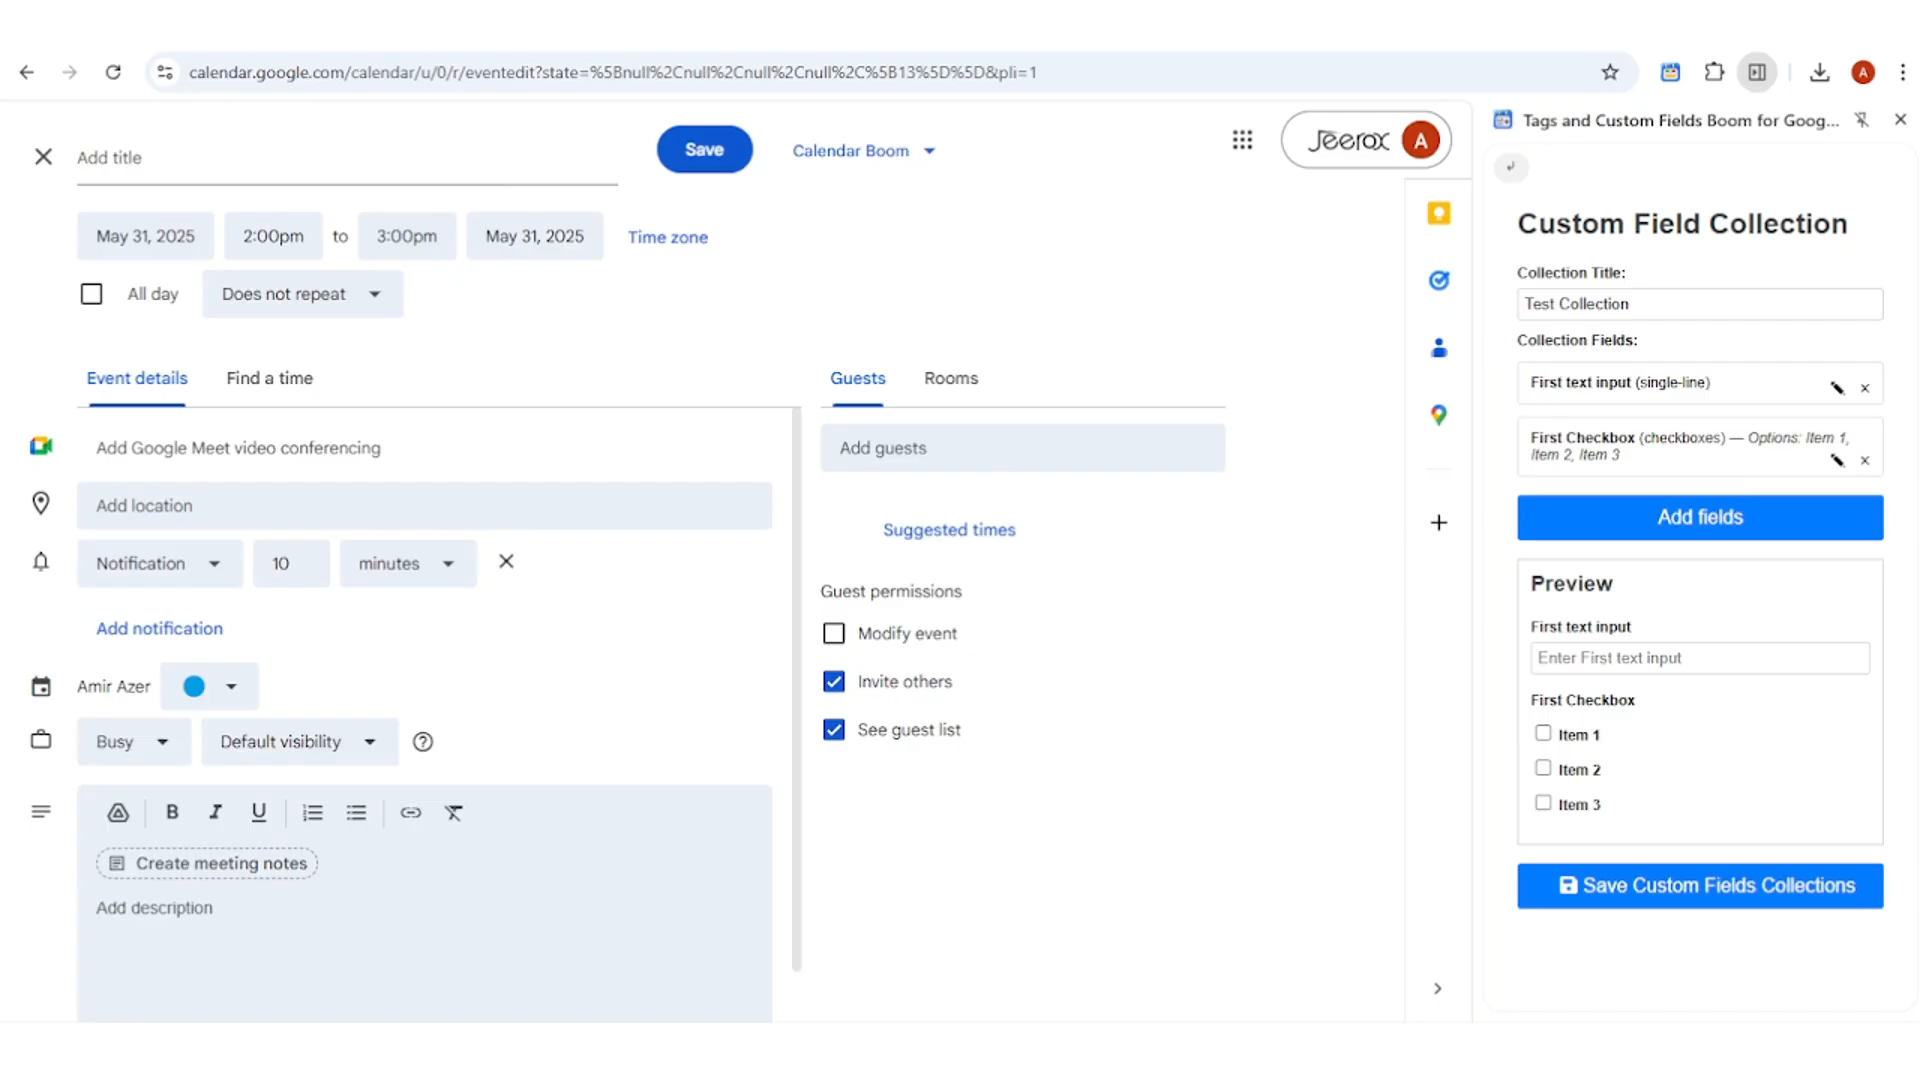 calendar.google.com/calendar/u/0/r/eventedit?state=%5Bnull%2Cnull%2Cnull%2Cnull%2C%5B13%5D%5D&pli=1
A
Add title
Save
Calendar Boom
Jeerox
A
May 31, 2025
2:00pm
to
3:00pm
May 31, 2025
Time zone
All day
Does not repeat
Event details
Find a time
Guests
Rooms
Add Google Meet video conferencing
Add guests
Add location
Suggested times
Notification
10
minutes
Guest permissions
Add notification
Modify event
Amir Azer
Invite others
See guest list
Busy
Default visibility
B I U
Create meeting notes
Add description
Tags and Custom Fields Boom for Goog...
Custom Field Collection
Collection Title:
Test Collection
Collection Fields:
First text input (single-line)
First Checkbox (checkboxes) — Options: Item 1,
Item 2, Item 3
Add fields
Preview
First text input
Enter First text input
First Checkbox
Item 1
Item 2
Item 3
Save Custom Fields Collections